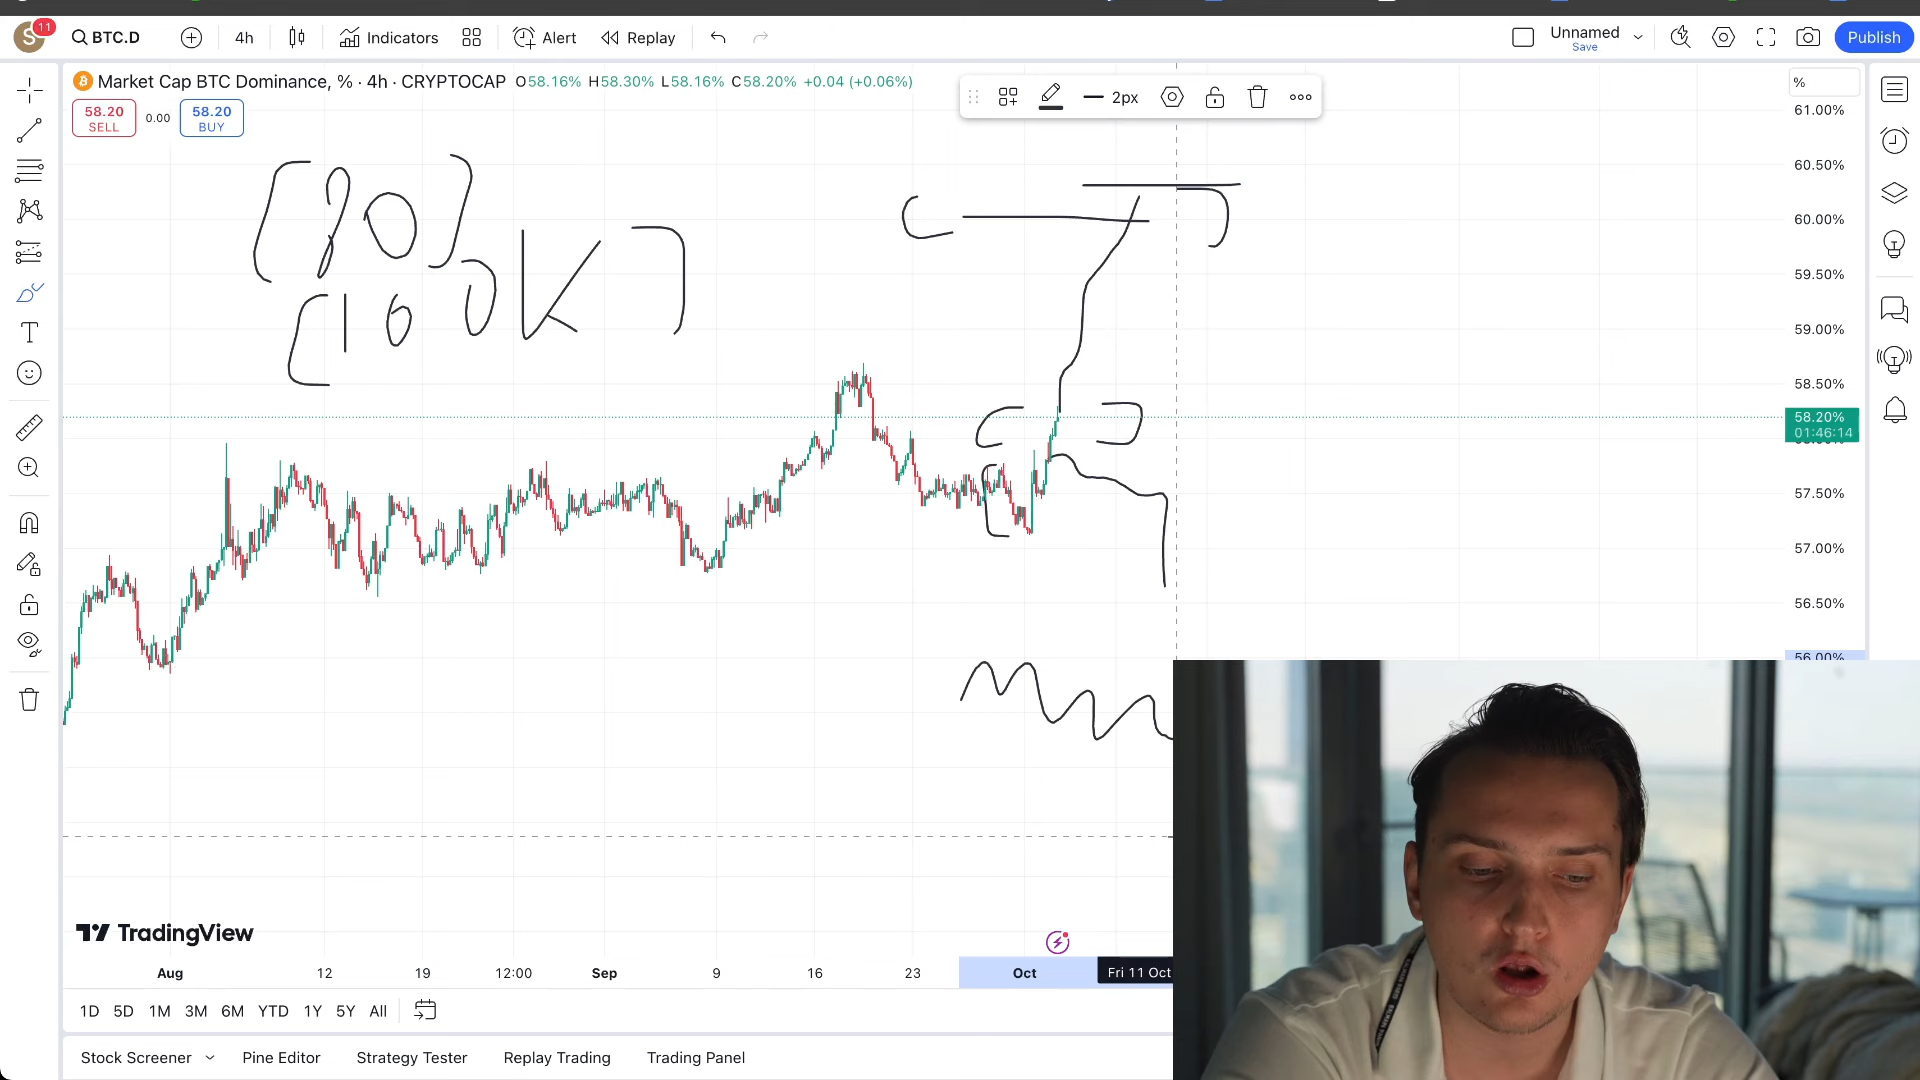 S 11 BTC.D 4h Indicators Alert Replay Unnamed Publish
Save
Market Cap BTC Dominance, % · 4h · CRYPTOCAP O58.16% H58.30% L58.16% C58.20% +0.04 (+0.06%)
2px
%
58.20 SELL 0.00 58.20 BUY
61.00%
60.50%
60.00%
59.50%
59.00%
58.50%
58.20%
01:46:14
57.50%
57.00%
56.50%
56.00%
100K
TradingView
Aug 12 19 12:00 Sep 9 16 23 Oct Fri 11 Oct
1D 5D 1M 3M 6M YTD 1Y 5Y All
Stock Screener Pine Editor Strategy Tester Replay Trading Trading Panel